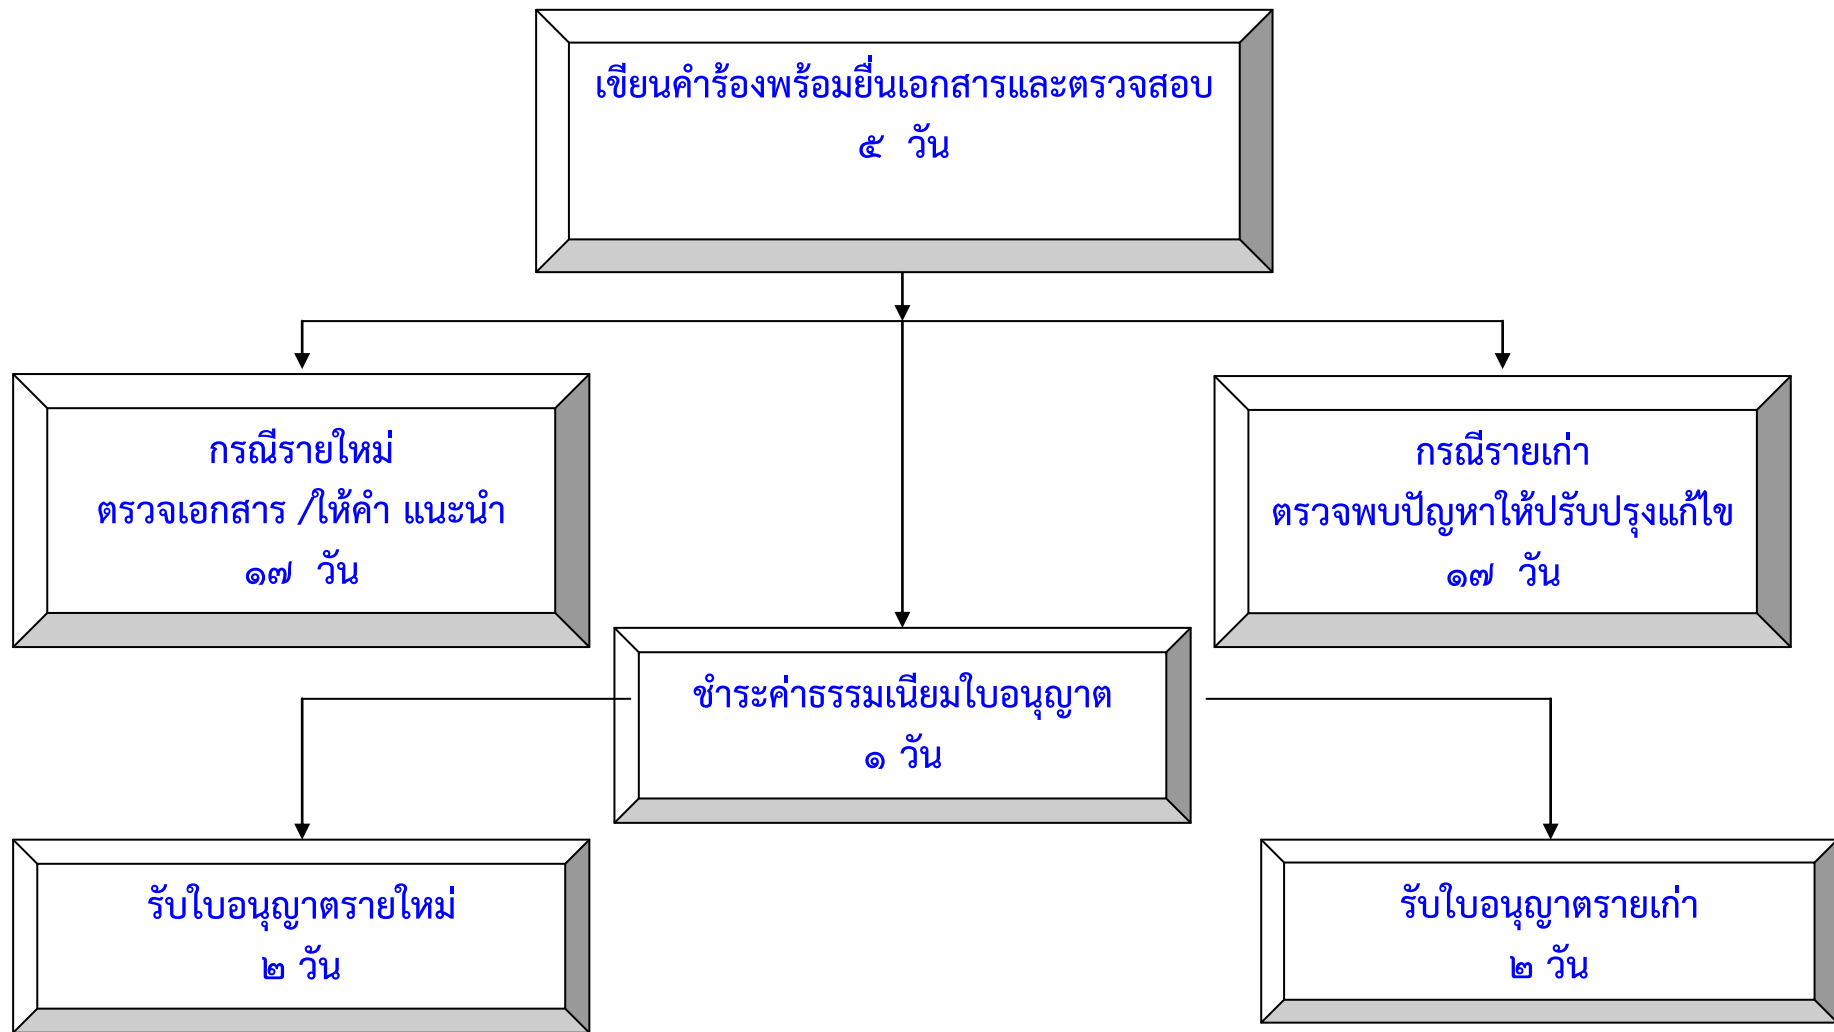 เขียนคำร้องพร้อมยื่นเอกสารและตรวจสอบ
๕ วัน
กรณีรายใหม่
ตรวจเอกสาร /ให้คำ แนะนำ
๑๗ วัน
กรณีรายเก่า
ตรวจพบปัญหาให้ปรับปรุงแก้ไข
๑๗ วัน
ชำระค่าธรรมเนียมใบอนุญาต
๑ วัน
รับใบอนุญาตรายใหม่
๒ วัน
รับใบอนุญาตรายเก่า
๒ วัน